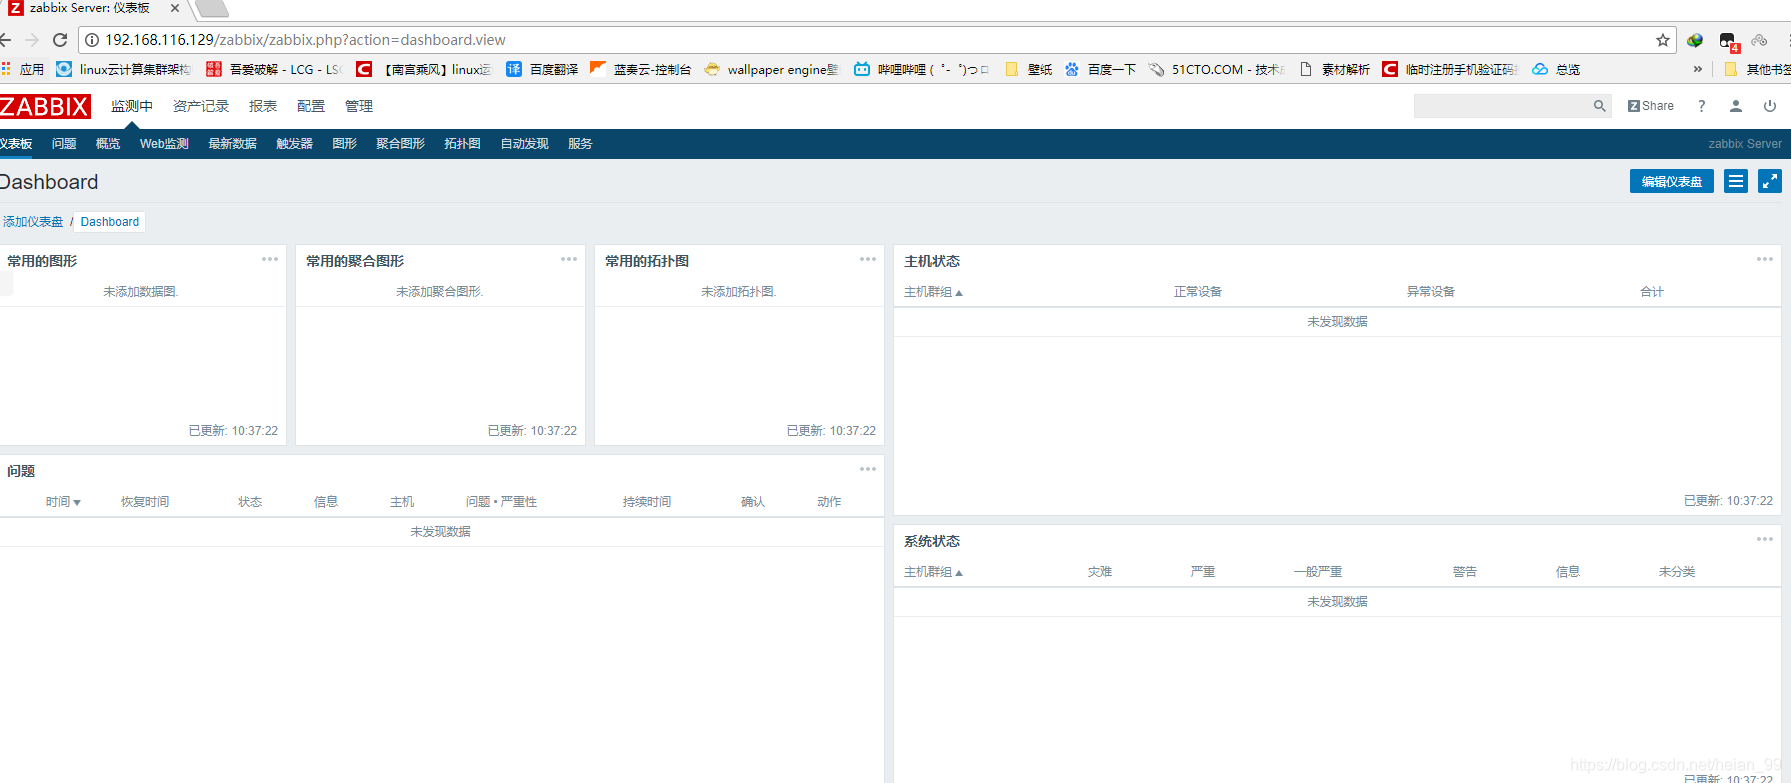 zabbix Server: 仪表板
192.168.116.129/zabbix/zabbix.php?action=dashboard.view
应用 linux云计算集群架构 吾爱破解 - LCG - LS 【南宫乘风】linux运 百度翻译 蓝奏云-控制台 wallpaper engine壁 哔哩哔哩 ( ゜- ゜)つロ 壁纸 百度一下 51CTO.COM - 技术 素材解析 临时注册手机验证码 总览 » 其他书签
ZABBIX 监测中 资产记录 报表 配置 管理 Z Share ?
仪表板 问题 概览 Web监测 最新数据 触发器 图形 聚合图形 拓扑图 自动发现 服务 zabbix Server
Dashboard 编辑仪表盘
添加仪表盘 / Dashboard
常用的图形 常用的聚合图形 常用的拓扑图 主机状态
未添加数据图. 未添加聚合图形. 未添加拓扑图. 主机群组 正常设备 异常设备 合计
未发现数据
已更新: 10:37:22 已更新: 10:37:22 已更新: 10:37:22
问题
时间 恢复时间 状态 信息 主机 问题 • 严重性 持续时间 确认 动作 已更新: 10:37:22
未发现数据
系统状态
主机群组 灾难 严重 一般严重 警告 信息 未分类
未发现数据
https://blog.csdn.net/heian_99
已更新: 10:37:22